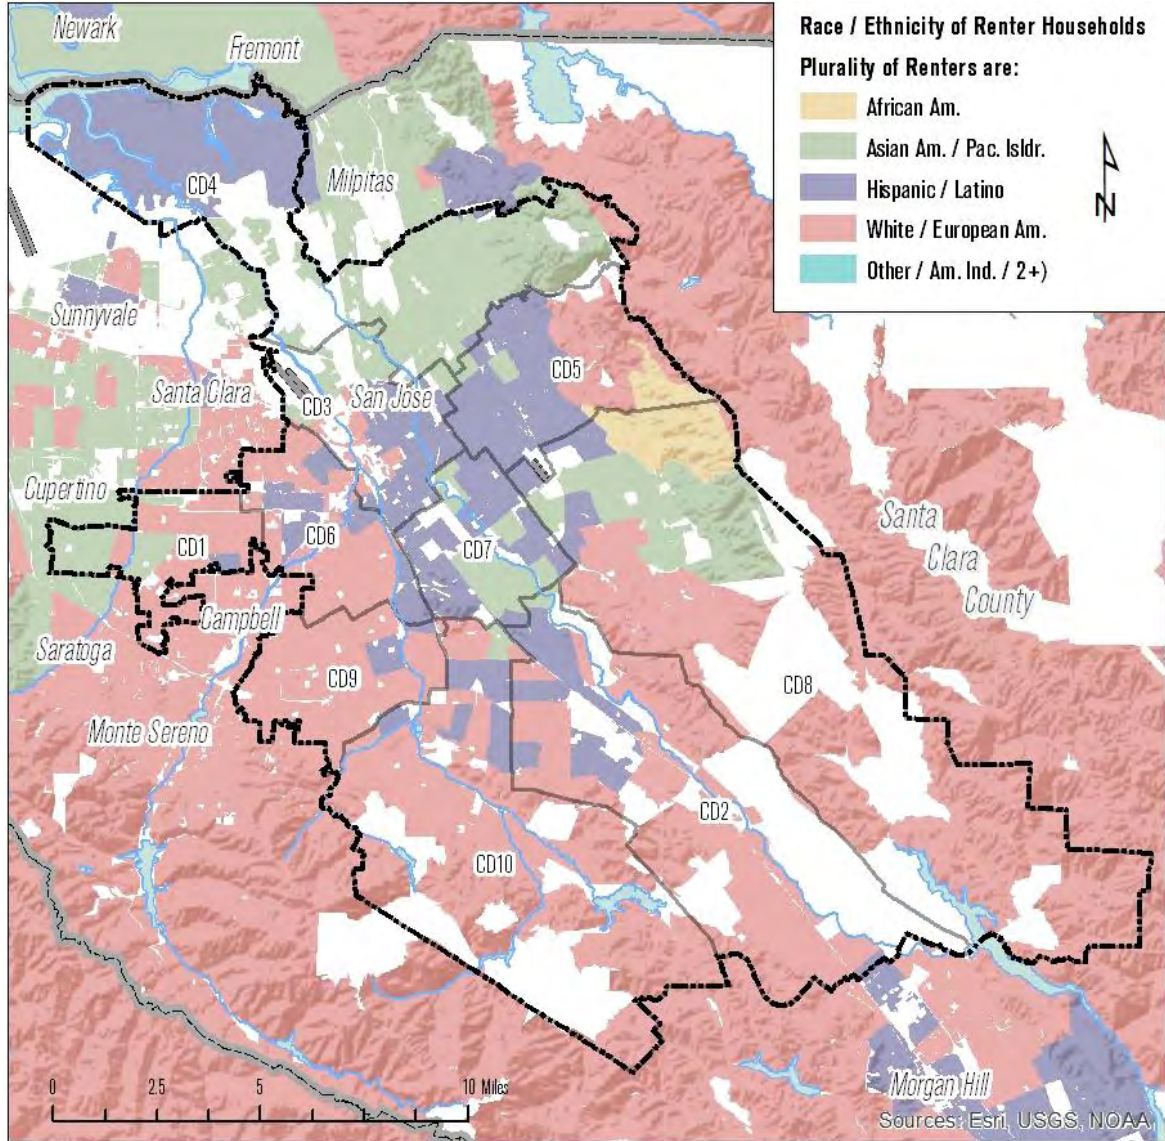 Race / Ethnicity of Renter Households
Plurality of Renters are:
African Am.
Asian Am. / Pac. Isldr.
Hispanic / Latino
White / European Am.
Other / Am. Ind. / 2+)
N
Newark
Fremont
CD4
Milpitas
Sunnyvale
Santa Clara
CD3
San Jose
CD5
Cupertino
CD1
CD6
CD7
Santa
Clara
County
Campbell
Saratoga
CD9
CD8
Monte Sereno
CD2
CD10
Morgan Hill
0 2.5 5 10 Miles
Sources: Esri, USGS, NOAA